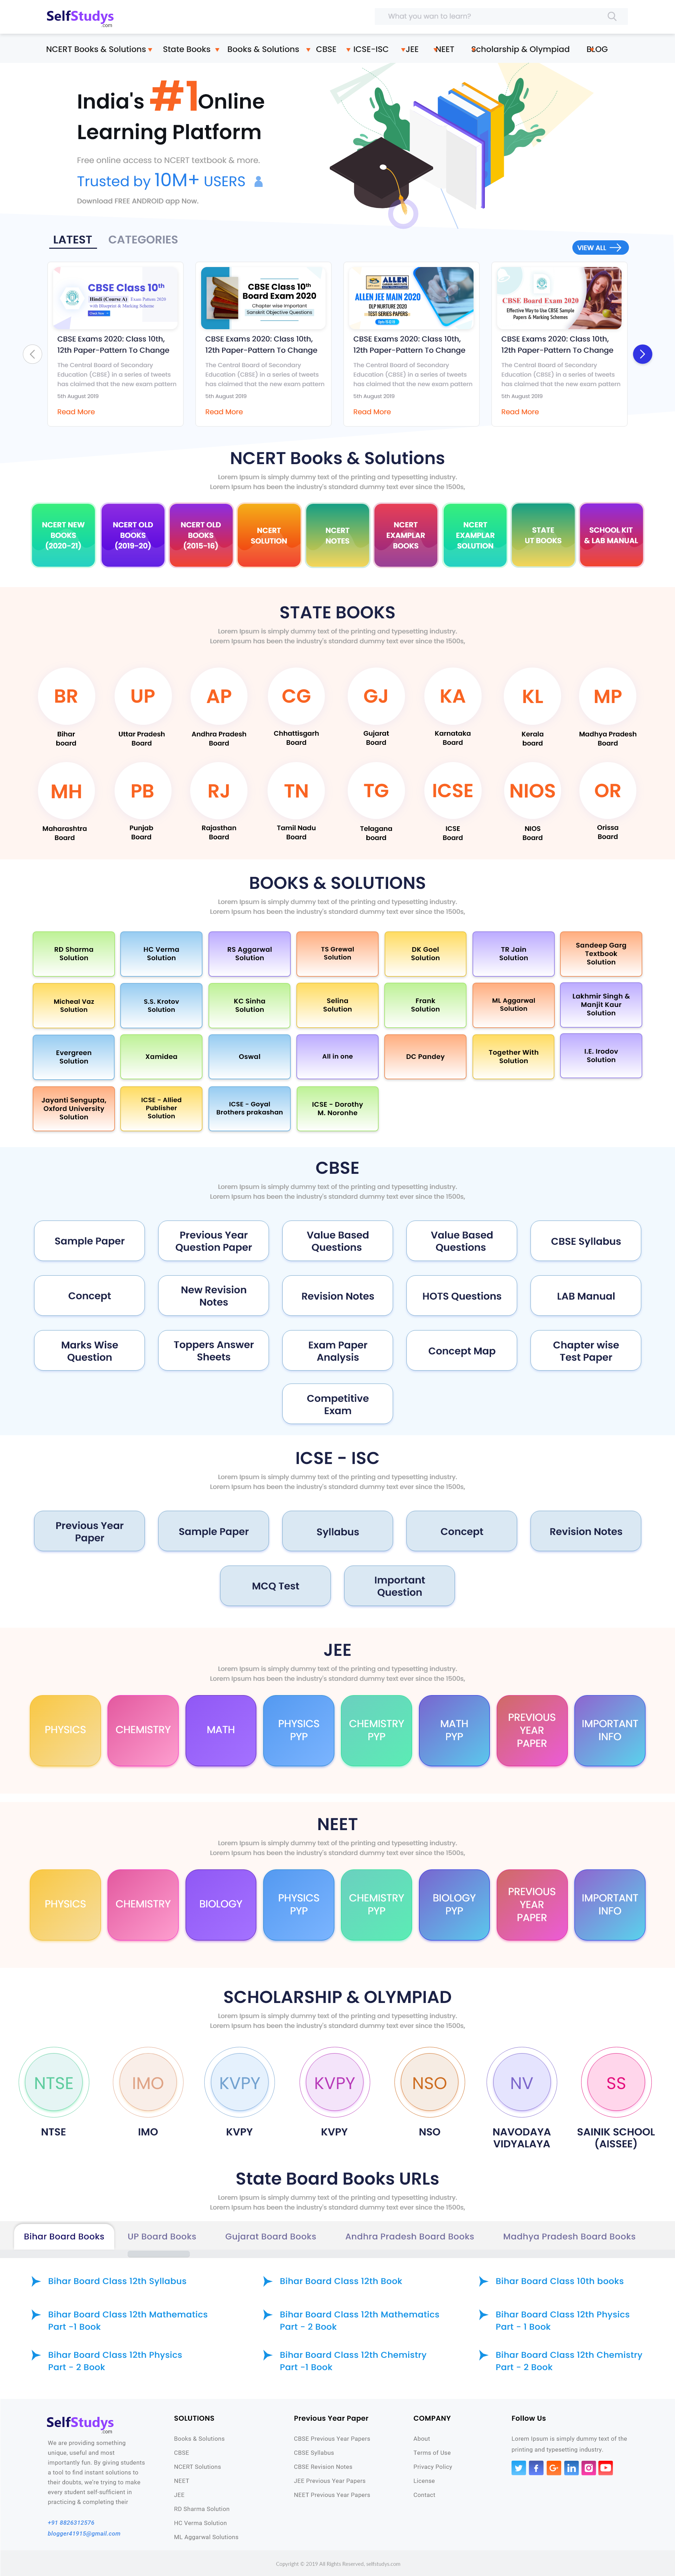 SelfStudys
.com
What you wan to learn?
NCERT Books & Solutions State Books Books & Solutions CBSE ICSE-ISC JEE NEET Scholarship & Olympiad BLOG
India's #1 Online
Learning Platform
Free online access to NCERT textbook & more.
Trusted by 10M+ USERS
Download FREE ANDROID app Now.
LATEST CATEGORIES
VIEW ALL
CBSE Class 10th
Hindi (Course A) Exam Pattern 2020
with Blueprint & Marking Scheme
CBSE Exams 2020: Class 10th,
12th Paper-Pattern To Change
The Central Board of Secondary
Education (CBSE) in a series of tweets
has claimed that the new exam pattern
5th August 2019
Read More
CBSE Class 10th
Board Exam 2020
Chapter wise important
Sanskrit Objective Questions
CBSE Exams 2020: Class 10th,
12th Paper-Pattern To Change
The Central Board of Secondary
Education (CBSE) in a series of tweets
has claimed that the new exam pattern
5th August 2019
Read More
ALLEN
ALLEN JEE MAIN 2020
DLP NURTURE 2020
TEST SERIES PAPERS
CBSE Exams 2020: Class 10th,
12th Paper-Pattern To Change
The Central Board of Secondary
Education (CBSE) in a series of tweets
has claimed that the new exam pattern
5th August 2019
Read More
CBSE Board Exam 2020
Effective Way to Use CBSE Sample
Papers & Marking Schemes
CBSE Exams 2020: Class 10th,
12th Paper-Pattern To Change
The Central Board of Secondary
Education (CBSE) in a series of tweets
has claimed that the new exam pattern
5th August 2019
Read More
NCERT Books & Solutions
Lorem Ipsum is simply dummy text of the printing and typesetting industry.
Lorem Ipsum has been the industry's standard dummy text ever since the 1500s,
NCERT NEW
BOOKS
(2020-21)
NCERT OLD
BOOKS
(2019-20)
NCERT OLD
BOOKS
(2015-16)
NCERT
SOLUTION
NCERT
NOTES
NCERT
EXAMPLAR
BOOKS
NCERT
EXAMPLAR
SOLUTION
STATE
UT BOOKS
SCHOOL KIT
& LAB MANUAL
STATE BOOKS
Lorem Ipsum is simply dummy text of the printing and typesetting industry.
Lorem Ipsum has been the industry's standard dummy text ever since the 1500s,
BR
Bihar
board
UP
Uttar Pradesh
Board
AP
Andhra Pradesh
Board
CG
Chhattisgarh
Board
GJ
Gujarat
Board
KA
Karnataka
Board
KL
Kerala
board
MP
Madhya Pradesh
Board
MH
Maharashtra
Board
PB
Punjab
Board
RJ
Rajasthan
Board
TN
Tamil Nadu
Board
TG
Telagana
board
ICSE
ICSE
Board
NIOS
NIOS
Board
OR
Orissa
Board
BOOKS & SOLUTIONS
Lorem Ipsum is simply dummy text of the printing and typesetting industry.
Lorem Ipsum has been the industry's standard dummy text ever since the 1500s,
RD Sharma
Solution
HC Verma
Solution
RS Aggarwal
Solution
TS Grewal
Solution
DK Goel
Solution
TR Jain
Solution
Sandeep Garg
Textbook
Solution
Micheal Vaz
Solution
S.S. Krotov
Solution
KC Sinha
Solution
Selina
Solution
Frank
Solution
ML Aggarwal
Solution
Lakhmir Singh &
Manjit Kaur
Solution
Evergreen
Solution
Xamidea
Oswal
All in one
DC Pandey
Together With
Solution
I.E. Irodov
Solution
Jayanti Sengupta,
Oxford University
Solution
ICSE - Allied
Publisher
Solution
ICSE - Goyal
Brothers prakashan
ICSE - Dorothy
M. Noronhe
CBSE
Lorem Ipsum is simply dummy text of the printing and typesetting industry.
Lorem Ipsum has been the industry's standard dummy text ever since the 1500s,
Sample Paper
Previous Year
Question Paper
Value Based
Questions
Value Based
Questions
CBSE Syllabus
Concept
New Revision
Notes
Revision Notes
HOTS Questions
LAB Manual
Marks Wise
Question
Toppers Answer
Sheets
Exam Paper
Analysis
Concept Map
Chapter wise
Test Paper
Competitive
Exam
ICSE - ISC
Lorem Ipsum is simply dummy text of the printing and typesetting industry.
Lorem Ipsum has been the industry's standard dummy text ever since the 1500s,
Previous Year
Paper
Sample Paper
Syllabus
Concept
Revision Notes
MCQ Test
Important
Question
JEE
Lorem Ipsum is simply dummy text of the printing and typesetting industry.
Lorem Ipsum has been the industry's standard dummy text ever since the 1500s,
PHYSICS
CHEMISTRY
MATH
PHYSICS
PYP
CHEMISTRY
PYP
MATH
PYP
PREVIOUS
YEAR
PAPER
IMPORTANT
INFO
NEET
Lorem Ipsum is simply dummy text of the printing and typesetting industry.
Lorem Ipsum has been the industry's standard dummy text ever since the 1500s,
PHYSICS
CHEMISTRY
BIOLOGY
PHYSICS
PYP
CHEMISTRY
PYP
BIOLOGY
PYP
PREVIOUS
YEAR
PAPER
IMPORTANT
INFO
SCHOLARSHIP & OLYMPIAD
Lorem Ipsum is simply dummy text of the printing and typesetting industry.
Lorem Ipsum has been the industry's standard dummy text ever since the 1500s,
NTSE
NTSE
IMO
IMO
KVPY
KVPY
KVPY
KVPY
NSO
NSO
NV
NAVODAYA
VIDYALAYA
SS
SAINIK SCHOOL
(AISSEE)
State Board Books URLs
Lorem Ipsum is simply dummy text of the printing and typesetting industry.
Lorem Ipsum has been the industry's standard dummy text ever since the 1500s,
Bihar Board Books UP Board Books Gujarat Board Books Andhra Pradesh Board Books Madhya Pradesh Board Books
Bihar Board Class 12th Syllabus
Bihar Board Class 12th Book
Bihar Board Class 10th books
Bihar Board Class 12th Mathematics
Part -1 Book
Bihar Board Class 12th Mathematics
Part - 2 Book
Bihar Board Class 12th Physics
Part - 1 Book
Bihar Board Class 12th Physics
Part - 2 Book
Bihar Board Class 12th Chemistry
Part -1 Book
Bihar Board Class 12th Chemistry
Part - 2 Book
SelfStudys
.com
We are providing something
unique, useful and most
importantly fun. By giving students
a tool to find instant solutions to
their doubts, we're trying to make
every student self-sufficient in
practicing & completing their
+91 8826312576
blogger41915@gmail.com
SOLUTIONS
Books & Solutions
CBSE
NCERT Solutions
NEET
JEE
RD Sharma Solution
HC Verma Solution
ML Aggarwal Solutions
Previous Year Paper
CBSE Previous Year Papers
CBSE Syllabus
CBSE Revision Notes
JEE Previous Year Papers
NEET Previous Year Papers
COMPANY
About
Terms of Use
Privacy Policy
License
Contact
Follow Us
Lorem Ipsum is simply dummy text of the
printing and typesetting industry.
Copyright © 2019 All Rights Reserved, selfstudys.com